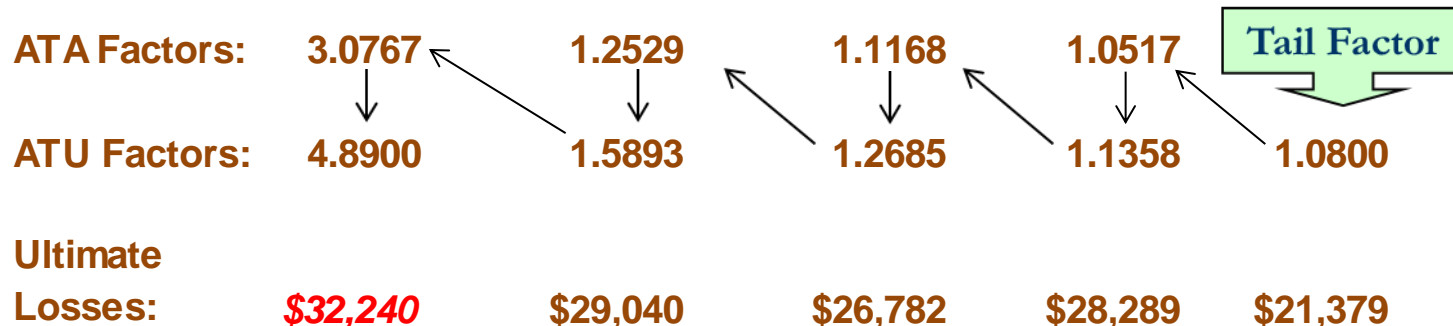 ATA Factors: 3.0767 1.2529 1.1168 1.0517 Tail Factor
ATU Factors: 4.8900 1.5893 1.2685 1.1358 1.0800
Ultimate
Losses: $32,240 $29,040 $26,782 $28,289 $21,379